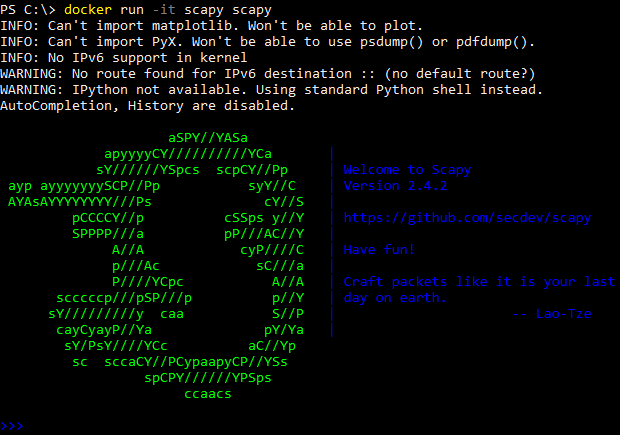 PS C:\> docker run -it scapy scapy
INFO: Can't import matplotlib. Won't be able to plot.
INFO: Can't import PyX. Won't be able to use psdump() or pdfdump().
INFO: No IPv6 support in kernel
WARNING: No route found for IPv6 destination :: (no default route?)
WARNING: IPython not available. Using standard Python shell instead.
AutoCompletion, History are disabled.

                     aSPY//YASa
             apyyyyCY//////////YCa       |
            sY//////YSpcs  scpCY//Pp     | Welcome to Scapy
 ayp ayyyyyyySCP//Pp           syY//C    | Version 2.4.2
 AYAsAYYYYYYYY///Ps              cY//S   |
         pCCCCY//p          cSSps y//Y   | https://github.com/secdev/scapy
         SPPPP///a          pP///AC//Y   |
              A//A            cyP////C   | Have fun!
              p///Ac            sC///a   |
              P////YCpc           A//A   | Craft packets like it is your last
       scccccp///pSP///p          p//Y   | day on earth.
      sY/////////y  caa           S//P   |                      -- Lao-Tze
       cayCyayP//Ya              pY/Ya   |
        sY/PsY////YCc          aC//Yp
         sc  sccaCY//PCypaapyCP//YSs
                  spCPY//////YPSps
                       ccaacs

>>>